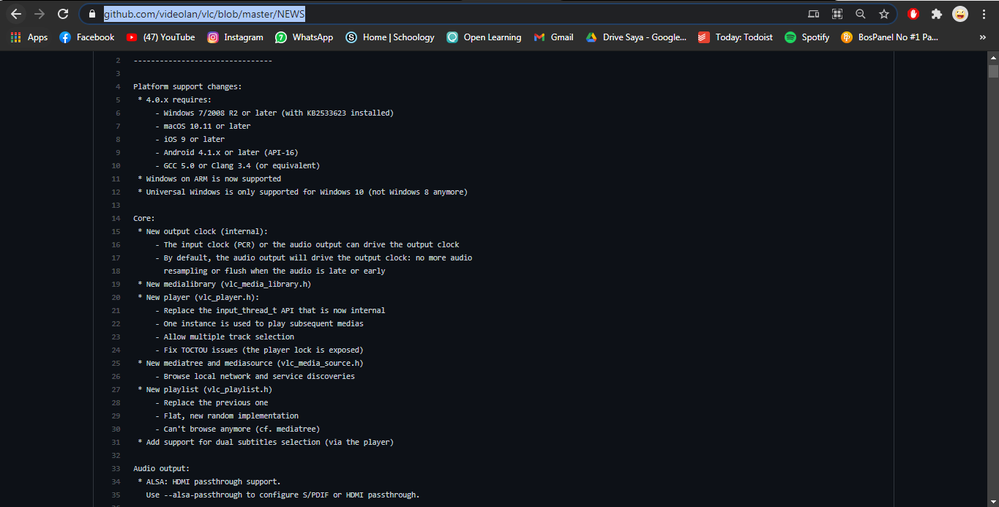 github.com/videolan/vlc/blob/master/NEWS
Apps Facebook (47) YouTube Instagram WhatsApp Home | Schoology Open Learning Gmail Drive Saya - Google... Today: Todoist Spotify BosPanel No #1 Pa... »
2 --------------------------------
3
4 Platform support changes:
5 * 4.0.x requires:
6 - Windows 7/2008 R2 or later (with KB2533623 installed)
7 - macOS 10.11 or later
8 - iOS 9 or later
9 - Android 4.1.x or later (API-16)
10 - GCC 5.0 or Clang 3.4 (or equivalent)
11 * Windows on ARM is now supported
12 * Universal Windows is only supported for Windows 10 (not Windows 8 anymore)
13
14 Core:
15 * New output clock (internal):
16 - The input clock (PCR) or the audio output can drive the output clock
17 - By default, the audio output will drive the output clock: no more audio
18 resampling or flush when the audio is late or early
19 * New medialibrary (vlc_media_library.h)
20 * New player (vlc_player.h):
21 - Replace the input_thread_t API that is now internal
22 - One instance is used to play subsequent medias
23 - Allow multiple track selection
24 - Fix TOCTOU issues (the player lock is exposed)
25 * New mediatree and mediasource (vlc_media_source.h)
26 - Browse local network and service discoveries
27 * New playlist (vlc_playlist.h)
28 - Replace the previous one
29 - Flat, new random implementation
30 - Can't browse anymore (cf. mediatree)
31 * Add support for dual subtitles selection (via the player)
32
33 Audio output:
34 * ALSA: HDMI passthrough support.
35 Use --alsa-passthrough to configure S/PDIF or HDMI passthrough.